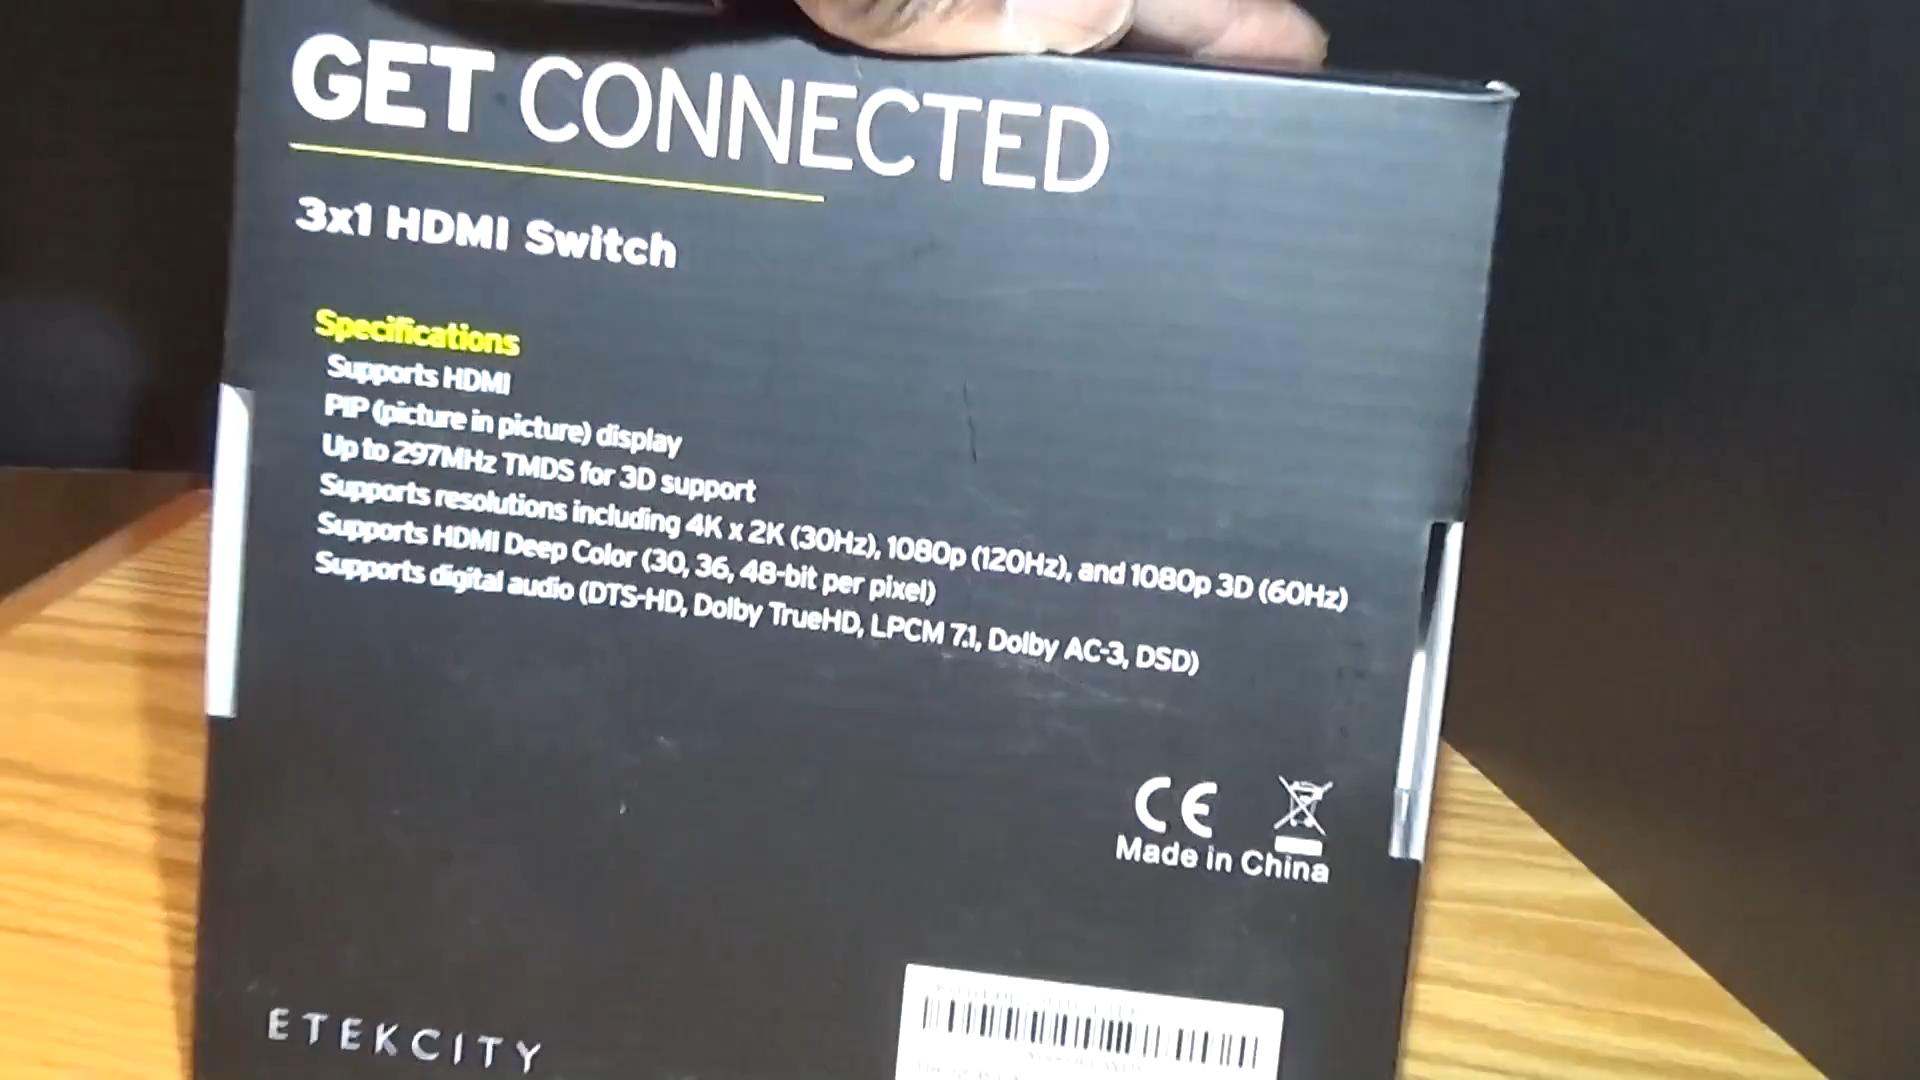 GET CONNECTED
3x1 HDMI Switch
Specifications
Supports HDMI
PIP (picture in picture) display
Up to 297MHz TMDS for 3D support
Supports resolutions including 4K x 2K (30Hz), 1080p (120Hz), and 1080p 3D (60Hz)
Supports HDMI Deep Color (30, 36, 48-bit per pixel)
Supports digital audio (DTS-HD, Dolby TrueHD, LPCM 7.1, Dolby AC-3, DSD)
CE
Made in China
ETEKCITY